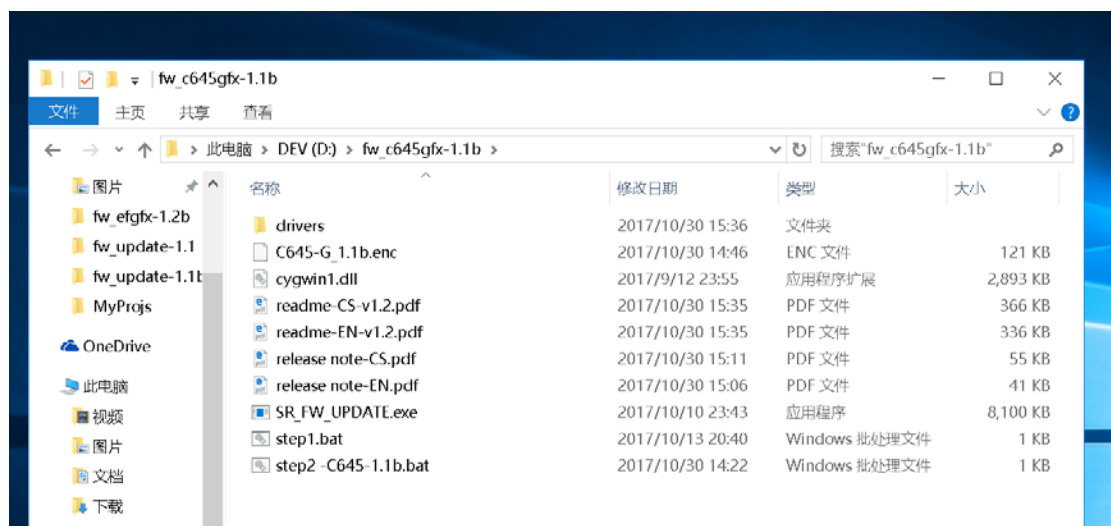 fw_c645gfx-1.1b
文件 主页 共享 查看
此电脑 > DEV (D:) > fw_c645gfx-1.1b > 搜索"fw_c645gfx-1.1b"
图片
fw_efgfx-1.2b
fw_update-1.1
fw_update-1.1b
MyProjs
OneDrive
此电脑
视频
图片
文档
下载
名称 修改日期 类型 大小
drivers 2017/10/30 15:36 文件夹
C645-G_1.1b.enc 2017/10/30 14:46 ENC 文件 121 KB
cygwin1.dll 2017/9/12 23:55 应用程序扩展 2,893 KB
readme-CS-v1.2.pdf 2017/10/30 15:35 PDF 文件 366 KB
readme-EN-v1.2.pdf 2017/10/30 15:35 PDF 文件 336 KB
release note-CS.pdf 2017/10/30 15:11 PDF 文件 55 KB
release note-EN.pdf 2017/10/30 15:06 PDF 文件 41 KB
SR_FW_UPDATE.exe 2017/10/10 23:43 应用程序 8,100 KB
step1.bat 2017/10/13 20:40 Windows 批处理文件 1 KB
step2 -C645-1.1b.bat 2017/10/30 14:22 Windows 批处理文件 1 KB